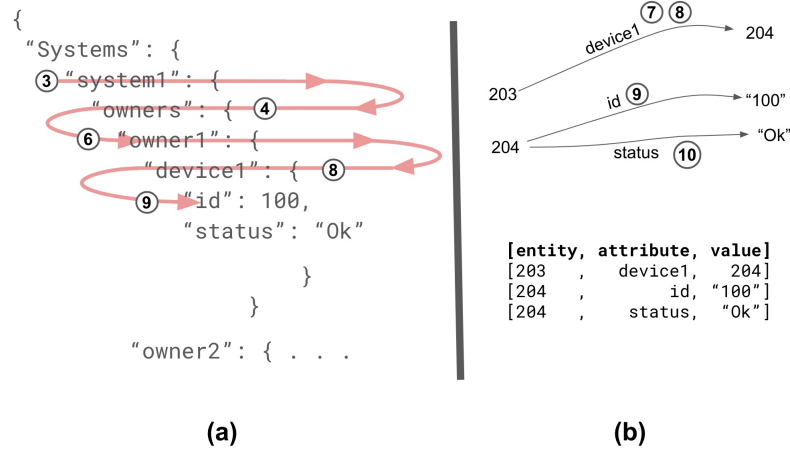 {
“Systems”: {
3 “system1”: {
“owners”: { 4
6 “owner1”: {
“device1”: { 8
9 “id”: 100,
“status”: “Ok”
}
}
“owner2”: { . . .
(a)
7 8
device1
204
203
id 9
“100”
204
“Ok”
status 10
[entity, attribute, value]
[203 , device1, 204]
[204 , id, “100”]
[204 , status, “Ok”]
(b)